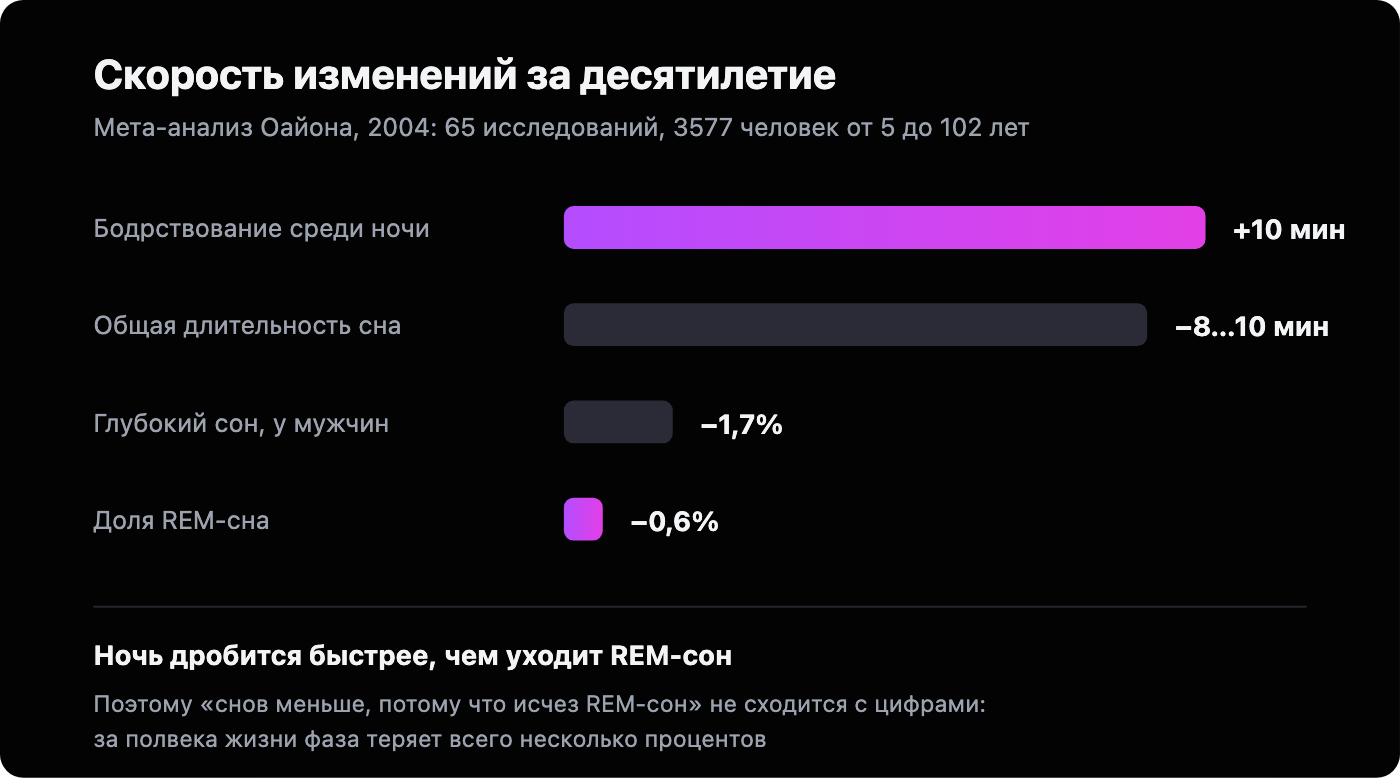 Скорость изменений за десятилетие
Мета-анализ Оайона, 2004: 65 исследований, 3577 человек от 5 до 102 лет
Бодрствование среди ночи
+10 мин
Общая длительность сна
−8…10 мин
Глубокий сон, у мужчин
−1,7%
Доля REM-сна
−0,6%
Ночь дробится быстрее, чем уходит REM-сон
Поэтому «снов меньше, потому что исчез REM-сон» не сходится с цифрами:
за полвека жизни фаза теряет всего несколько процентов